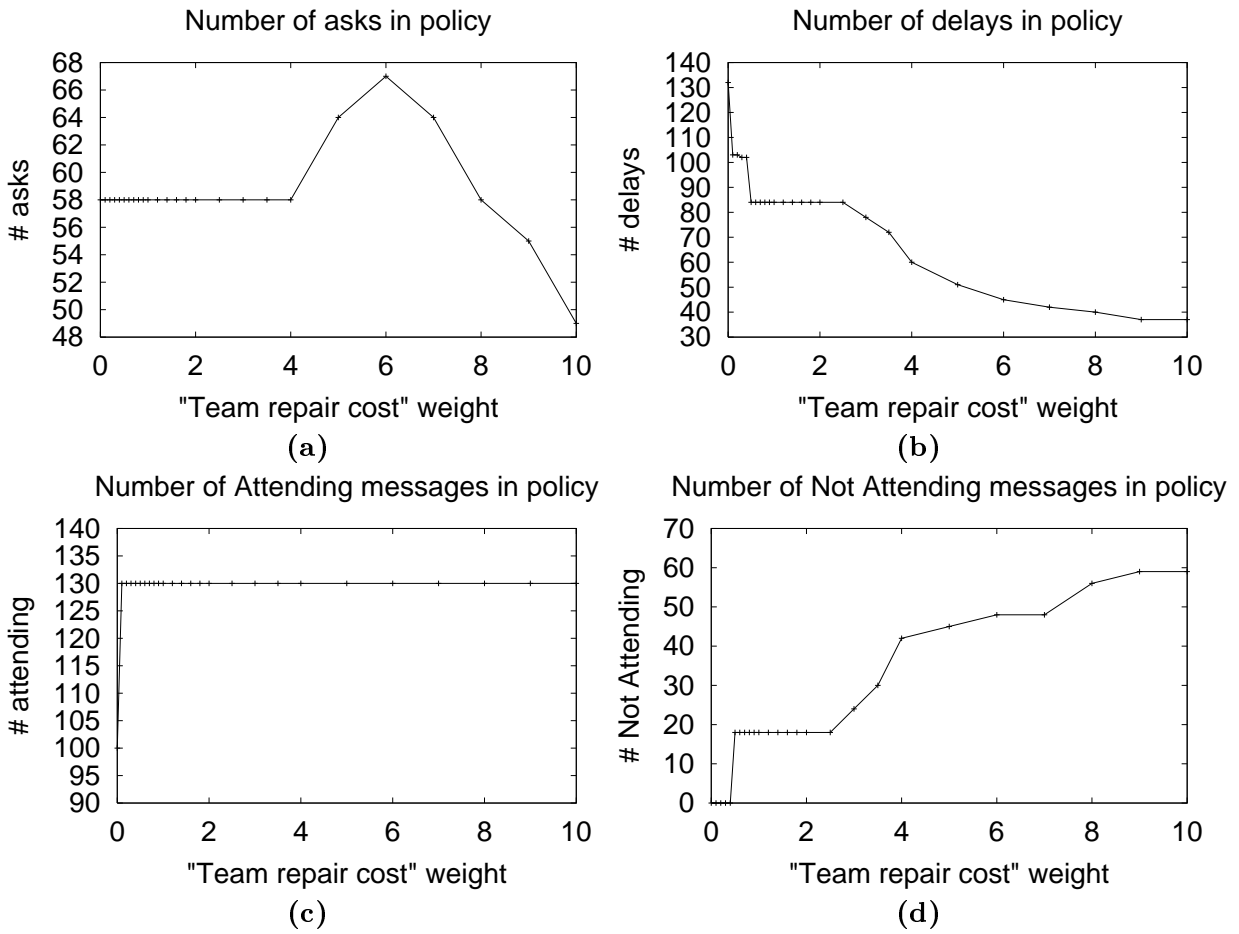 Number of asks in policy
68
66
64
62
60
58
56
54
52
50
48
# asks
0 2 4 6 8 10
"Team repair cost" weight
(a)
Number of delays in policy
140
130
120
110
100
90
80
70
60
50
40
30
# delays
0 2 4 6 8 10
"Team repair cost" weight
(b)
Number of Attending messages in policy
140
135
130
125
120
115
110
105
100
95
90
# attending
0 2 4 6 8 10
"Team repair cost" weight
(c)
Number of Not Attending messages in policy
70
60
50
40
30
20
10
0
# Not Attending
0 2 4 6 8 10
"Team repair cost" weight
(d)